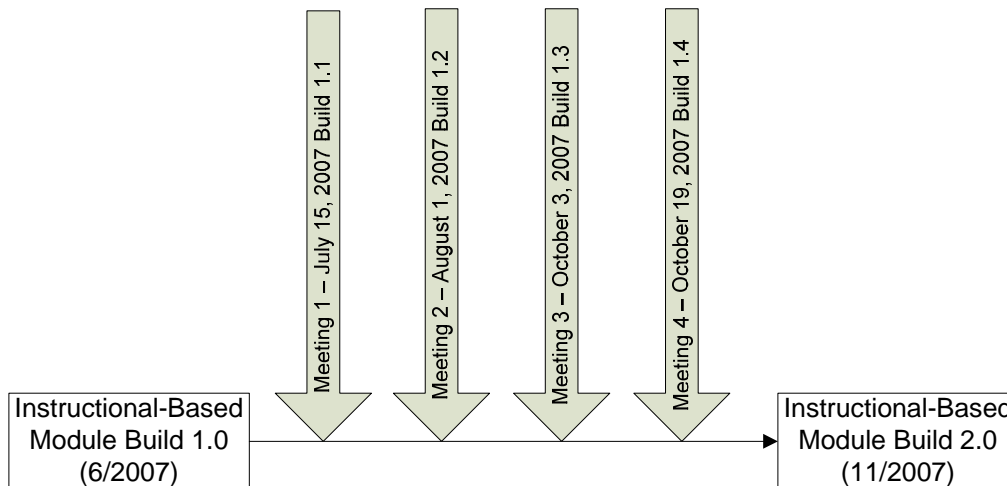 Meeting 1 – July 15, 2007 Build 1.1
Meeting 2 – August 1, 2007 Build 1.2
Meeting 3 – October 3, 2007 Build 1.3
Meeting 4 – October 19, 2007 Build 1.4
Instructional-Based
Module Build 1.0
(6/2007)
Instructional-Based
Module Build 2.0
(11/2007)